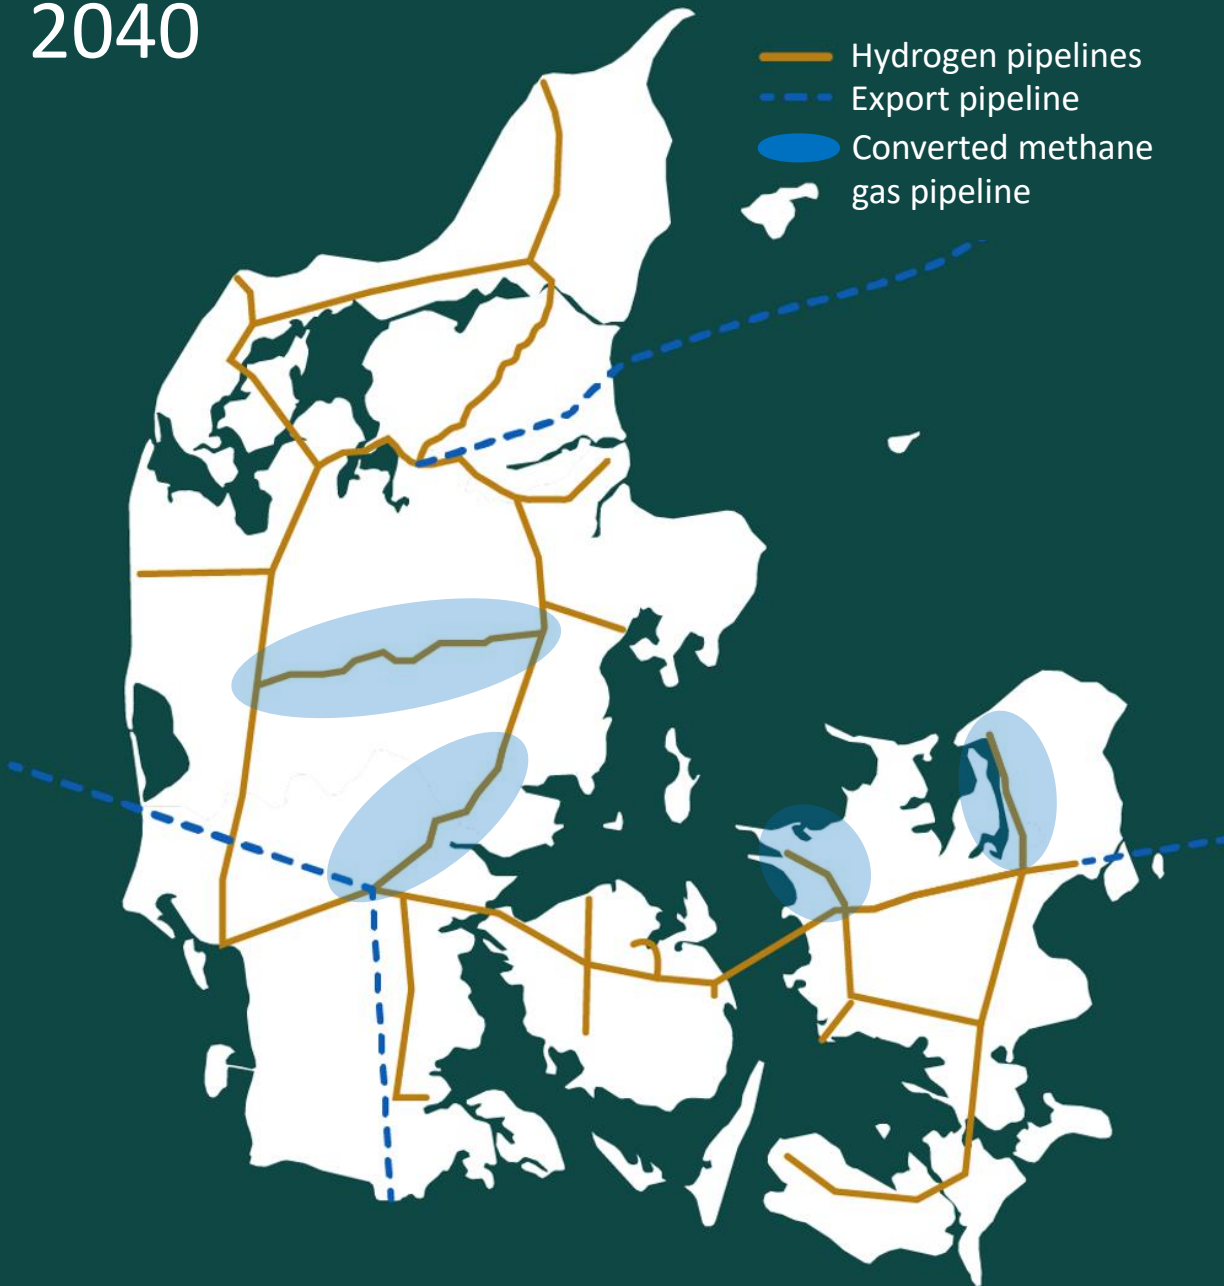 2040
Hydrogen pipelines
Export pipeline
Converted methane
gas pipeline